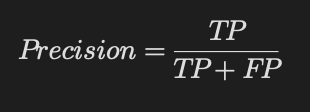 Precision = TP / (TP + FP)